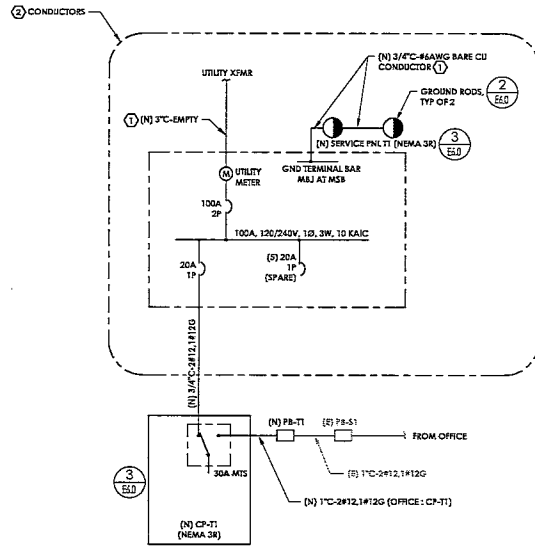 2 CONDUCTORS
(N) 3/4"C-#6AWG BARE CU
CONDUCTOR 1
UTILITY XFMR
GROUND RODS,
TYP OF 2
2
E6.0
1 (N) 3"C-EMPTY
(N) SERVICE PNL T1 (NEMA 3R)
3
E6.0
GND TERMINAL BAR
MBJ AT MSB
M
UTILITY
METER
100A
2P
100A, 120/240V, 1Ø, 3W, 10 KAIC
20A
1P
(S) 20A
1P
(SPARE)
(N) 3/4"C-2#12,1#12G
(N) PB-T1
(E) PB-S1
FROM OFFICE
30A MTS
(E) 1"C-2#12,1#12G
3
E6.0
(N) 1"C-2#12,1#12G (OFFICE : CP-T1)
(N) CP-T1
(NEMA 3R)